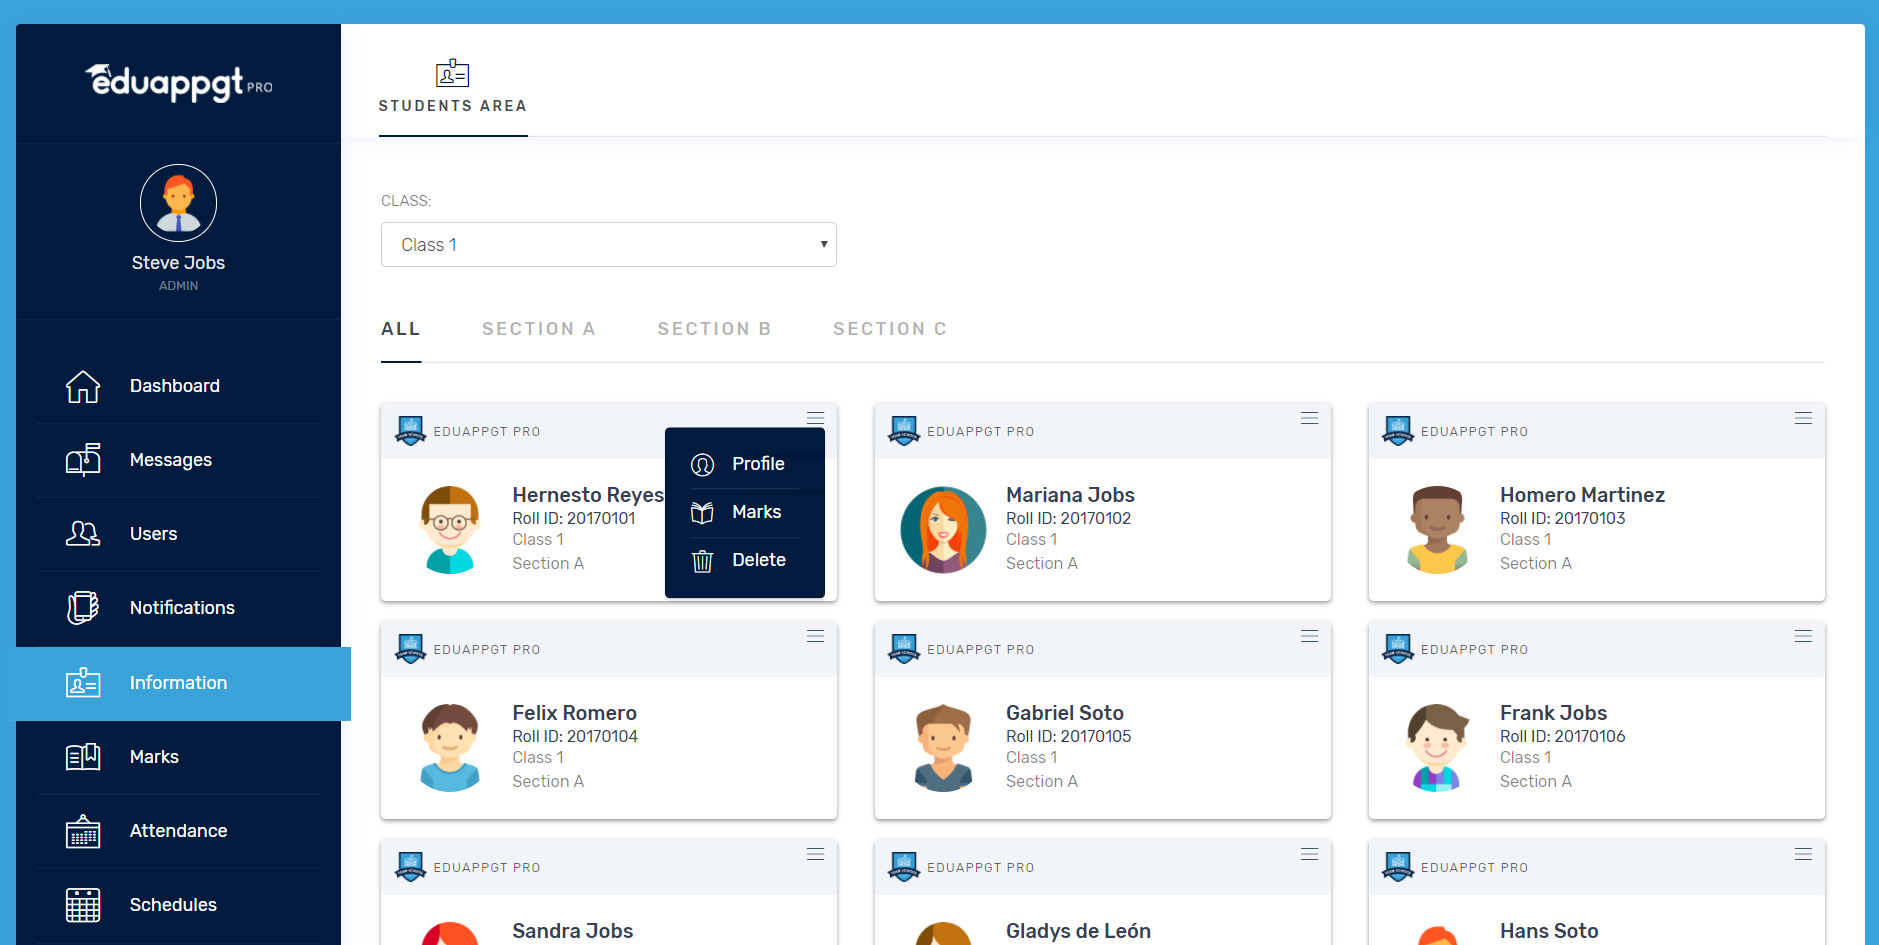 eduappgt PRO
Steve Jobs
ADMIN
Dashboard
Messages
Users
Notifications
Information
Marks
Attendance
Schedules
STUDENTS AREA
CLASS:
Class 1
ALL SECTION A SECTION B SECTION C
EDUAPPGT PRO
Hernesto Reyes
Roll ID: 20170101
Class 1
Section A
Profile
Marks
Delete
EDUAPPGT PRO
Mariana Jobs
Roll ID: 20170102
Class 1
Section A
EDUAPPGT PRO
Homero Martinez
Roll ID: 20170103
Class 1
Section A
EDUAPPGT PRO
Felix Romero
Roll ID: 20170104
Class 1
Section A
EDUAPPGT PRO
Gabriel Soto
Roll ID: 20170105
Class 1
Section A
EDUAPPGT PRO
Frank Jobs
Roll ID: 20170106
Class 1
Section A
EDUAPPGT PRO
Sandra Jobs
EDUAPPGT PRO
Gladys de León
EDUAPPGT PRO
Hans Soto